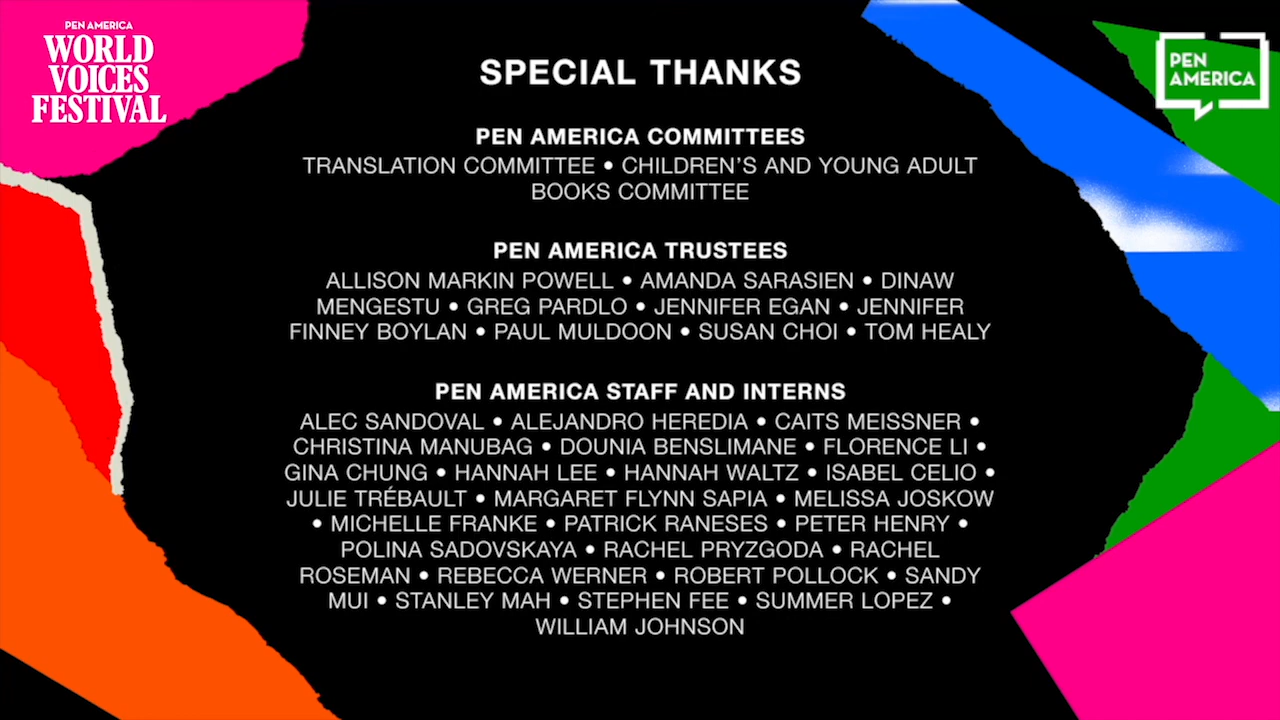 PEN AMERICA
WORLD
VOICES
FESTIVAL
PEN
AMERICA
SPECIAL THANKS
PEN AMERICA COMMITTEES
TRANSLATION COMMITTEE • CHILDREN'S AND YOUNG ADULT
BOOKS COMMITTEE
PEN AMERICA TRUSTEES
ALLISON MARKIN POWELL • AMANDA SARASIEN • DINAW
MENGESTU • GREG PARDLO • JENNIFER EGAN • JENNIFER
FINNEY BOYLAN • PAUL MULDOON • SUSAN CHOI • TOM HEALY
PEN AMERICA STAFF AND INTERNS
ALEC SANDOVAL • ALEJANDRO HEREDIA • CAITS MEISSNER •
CHRISTINA MANUBAG • DOUNIA BENSLIMANE • FLORENCE LI •
GINA CHUNG • HANNAH LEE • HANNAH WALTZ • ISABEL CELIO •
JULIE TRÉBAULT • MARGARET FLYNN SAPIA • MELISSA JOSKOW
• MICHELLE FRANKE • PATRICK RANESES • PETER HENRY •
POLINA SADOVSKAYA • RACHEL PRYZGODA • RACHEL
ROSEMAN • REBECCA WERNER • ROBERT POLLOCK • SANDY
MUI • STANLEY MAH • STEPHEN FEE • SUMMER LOPEZ •
WILLIAM JOHNSON